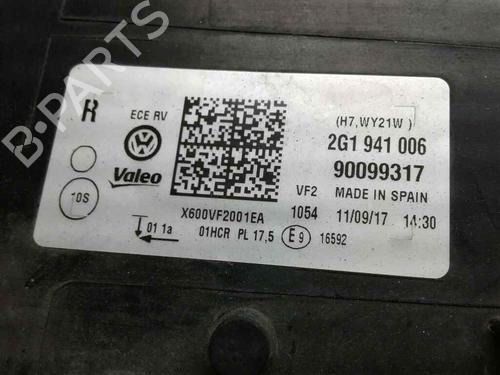 B-PARTS
R
ECE RV
(H7,WY21W)
2G1 941 006
90099317
Valeo
VF2
MADE IN SPAIN
10S
X600VF2001EA
1054
11/09/17
14:30
01 1a
01HCR PL 17,5
E9
16592